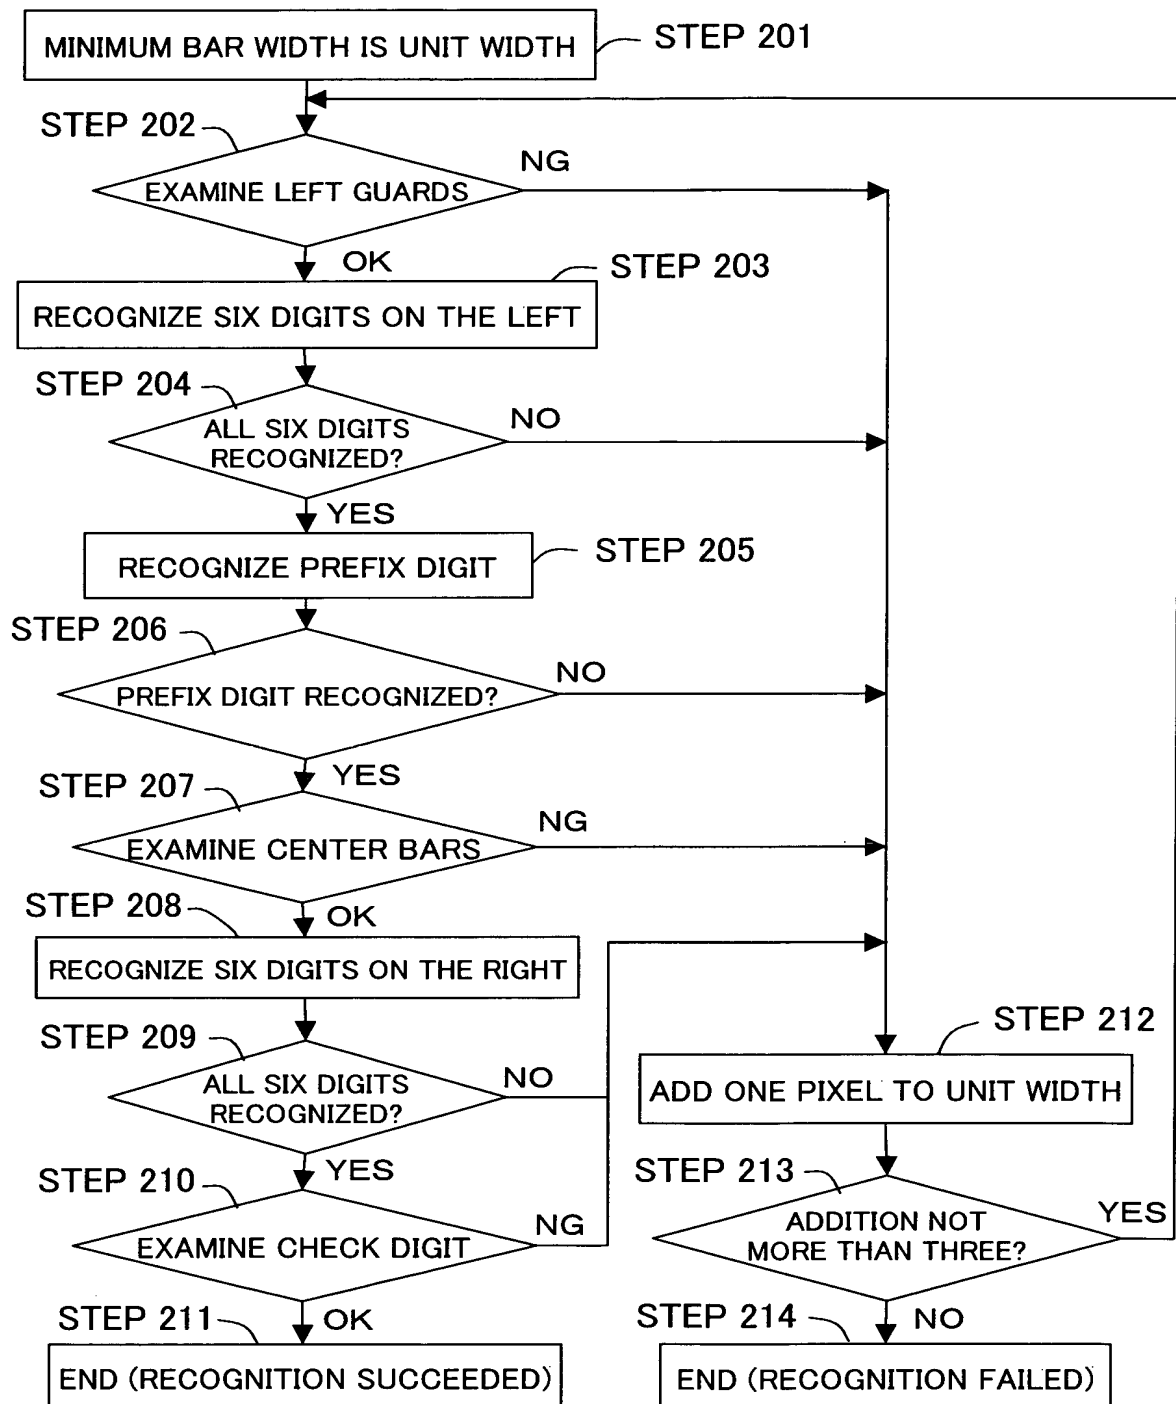 MINIMUM BAR WIDTH IS UNIT WIDTH
STEP 201
STEP 202
EXAMINE LEFT GUARDS
NG
OK
STEP 203
RECOGNIZE SIX DIGITS ON THE LEFT
STEP 204
ALL SIX DIGITS
RECOGNIZED?
NO
YES
STEP 205
RECOGNIZE PREFIX DIGIT
STEP 206
PREFIX DIGIT RECOGNIZED?
NO
YES
STEP 207
EXAMINE CENTER BARS
NG
OK
STEP 208
RECOGNIZE SIX DIGITS ON THE RIGHT
STEP 209
ALL SIX DIGITS
RECOGNIZED?
NO
YES
STEP 210
EXAMINE CHECK DIGIT
NG
OK
STEP 211
END (RECOGNITION SUCCEEDED)
STEP 212
ADD ONE PIXEL TO UNIT WIDTH
STEP 213
ADDITION NOT
MORE THAN THREE?
YES
NO
STEP 214
END (RECOGNITION FAILED)